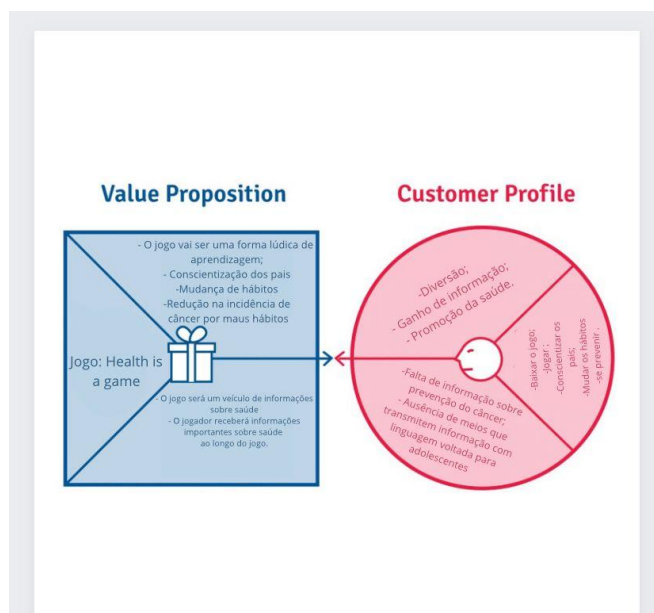 Value Proposition
Customer Profile
- O jogo vai ser uma forma lúdica de
aprendizagem;
- Conscientização dos pais
-Mudança de hábitos
-Redução na incidência de
câncer por maus hábitos
Jogo: Health is
a game
- O jogo será um veículo de informações
sobre saúde
- O jogador receberá informações
importantes sobre saúde
ao longo do jogo.
-Diversão;
- Ganho de informação;
- Promoção da saúde.
-Baixar o jogo;
-Jogar ;
-Conscientizar os
pais;
-Mudar os hábitos
-se prevenir .
-Falta de informação sobre
prevenção do câncer;
- Ausência de meios que
transmitem informação com
linguagem voltada para
adolescentes